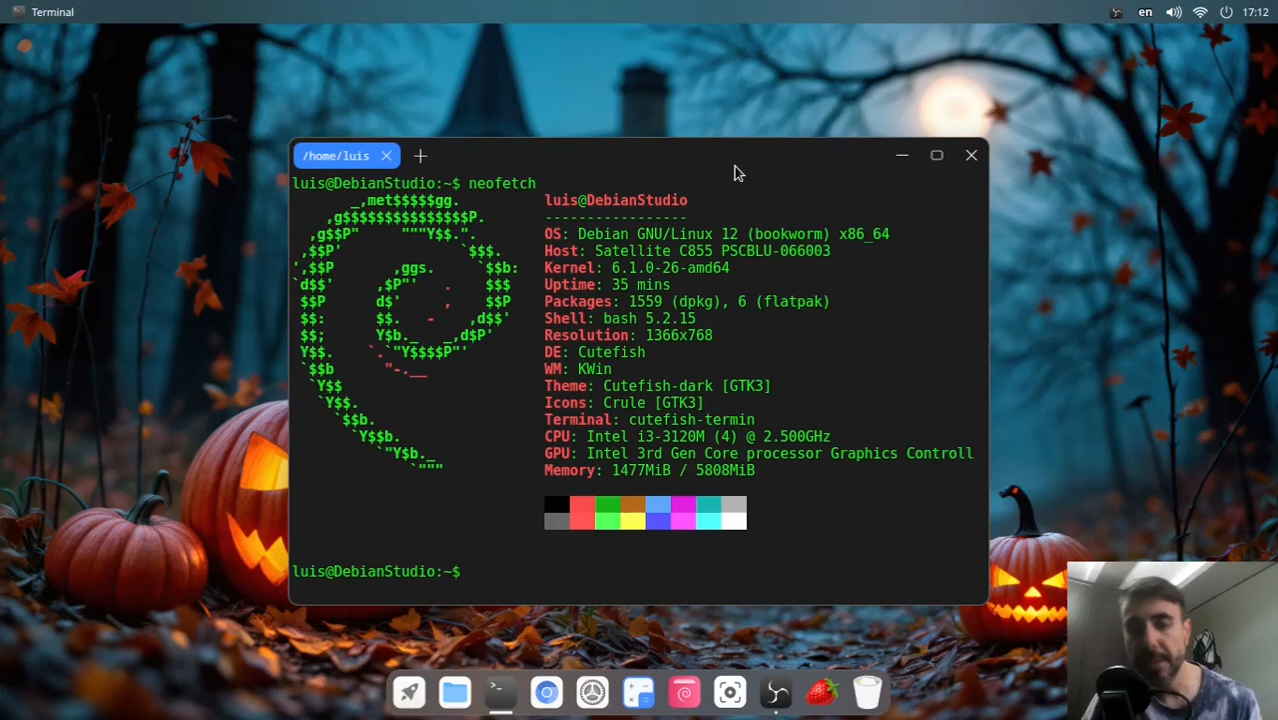 Terminal
en
17:12
/home/luis
luis@DebianStudio:~$ neofetch
       _,met$$$$$gg.
    ,g$$$$$$$$$$$$$$$P.
  ,g$$P"   """Y$$.".
 ,$$P'              `$$$.
',$$P       ,ggs.     `$$b:
`d$$'     ,$P"'   .    $$$
 $$P      d$'     ,    $$P
 $$:      $$.   -    ,d$$'
 $$;      Y$b._   _,d$P'
 Y$$.    `.`"Y$$$$P"'
 `$$b      "-.__
  `Y$$
   `Y$$.
     `$$b.
       `Y$$b.
          `"Y$b._
              `"""
luis@DebianStudio
-----------------
OS: Debian GNU/Linux 12 (bookworm) x86_64
Host: Satellite C855 PSCBLU-066003
Kernel: 6.1.0-26-amd64
Uptime: 35 mins
Packages: 1559 (dpkg), 6 (flatpak)
Shell: bash 5.2.15
Resolution: 1366x768
DE: Cutefish
WM: KWin
Theme: Cutefish-dark [GTK3]
Icons: Crule [GTK3]
Terminal: cutefish-termin
CPU: Intel i3-3120M (4) @ 2.500GHz
GPU: Intel 3rd Gen Core processor Graphics Controll
Memory: 1477MiB / 5808MiB
luis@DebianStudio:~$
>_